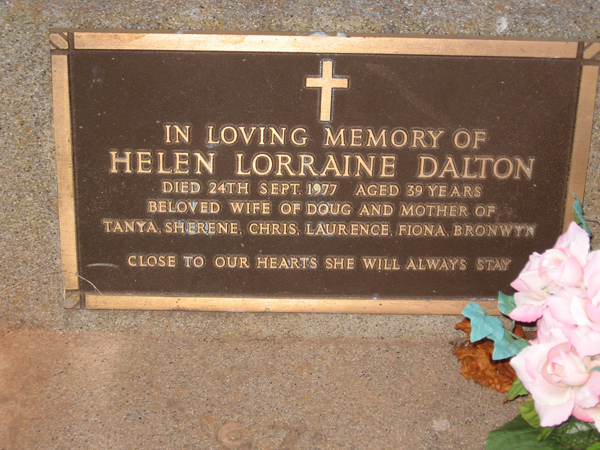 IN LOVING MEMORY OF
HELEN LORRAINE DALTON
DIED 24TH SEPT. 1977 AGED 39 YEARS
BELOVED WIFE OF DOUG AND MOTHER OF
TANYA, SHERENE, CHRIS, LAURENCE, FIONA, BRONWYN
CLOSE TO OUR HEARTS SHE WILL ALWAYS STAY